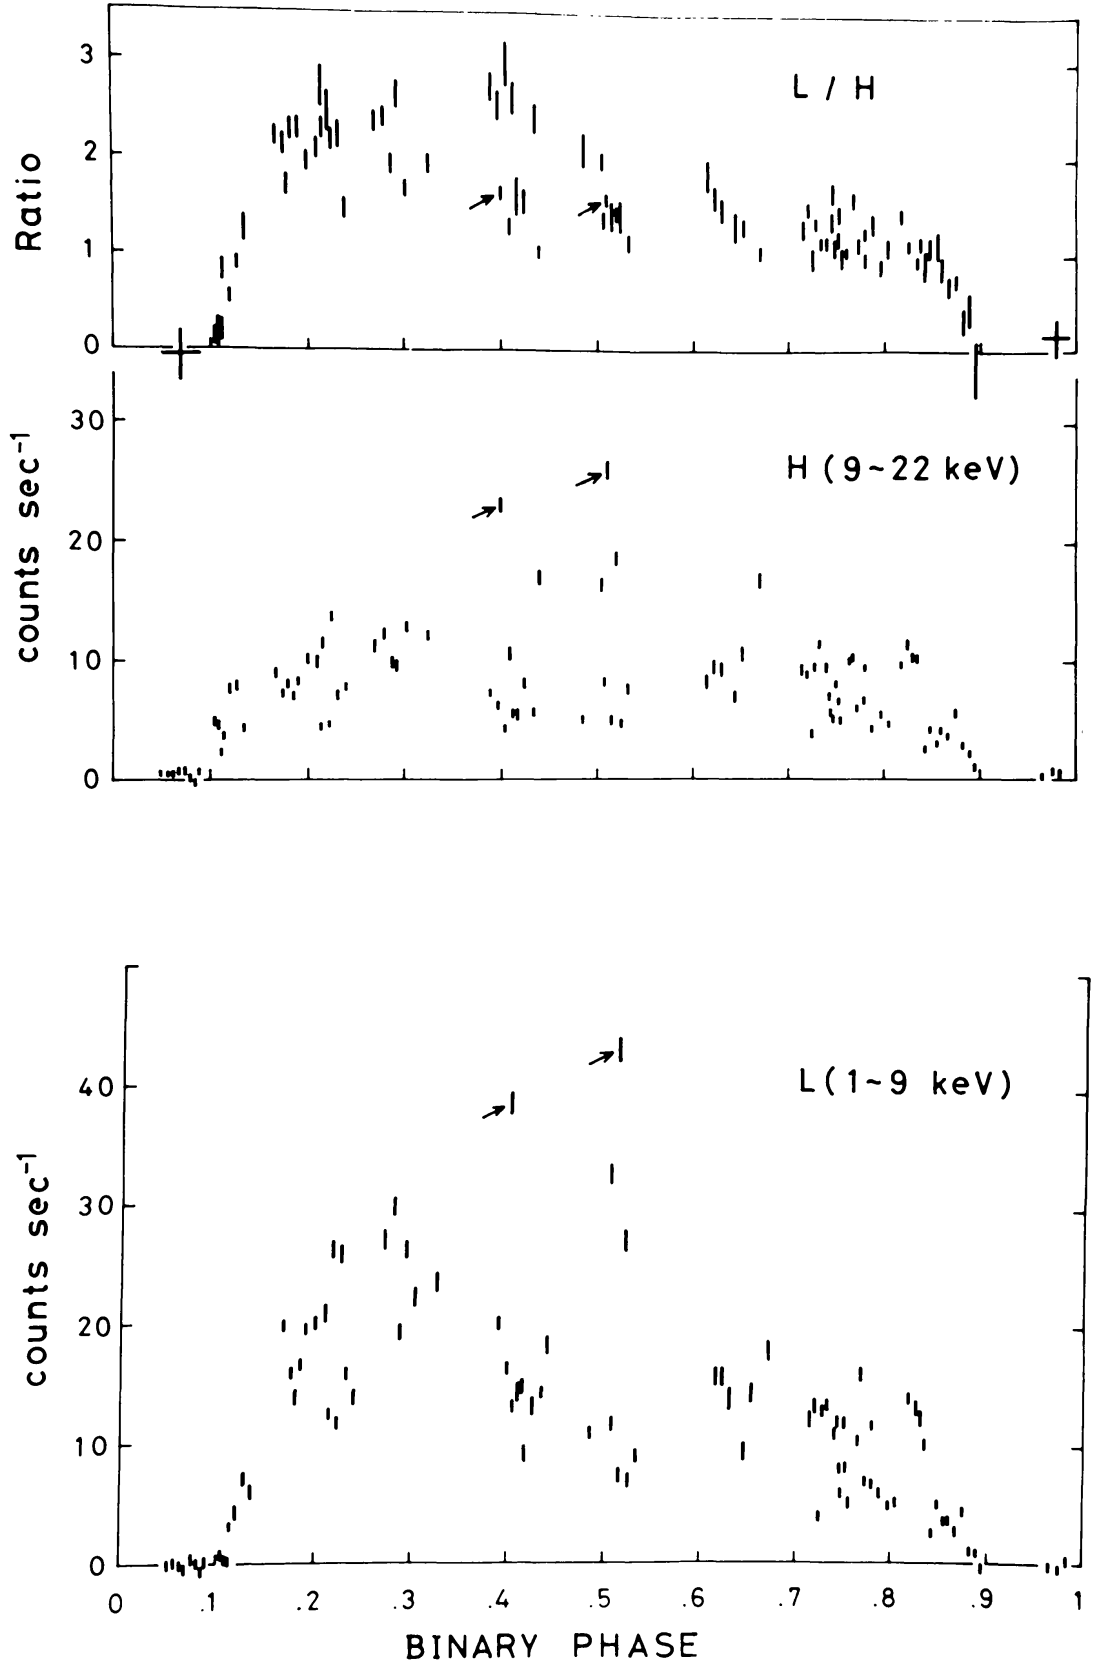 3
2
1
0
Ratio
L / H
30
20
10
0
counts sec⁻¹
H (9~22 keV)
40
30
20
10
0
counts sec⁻¹
L (1~9 keV)
0 .1 .2 .3 .4 .5 .6 .7 .8 .9 1
BINARY PHASE